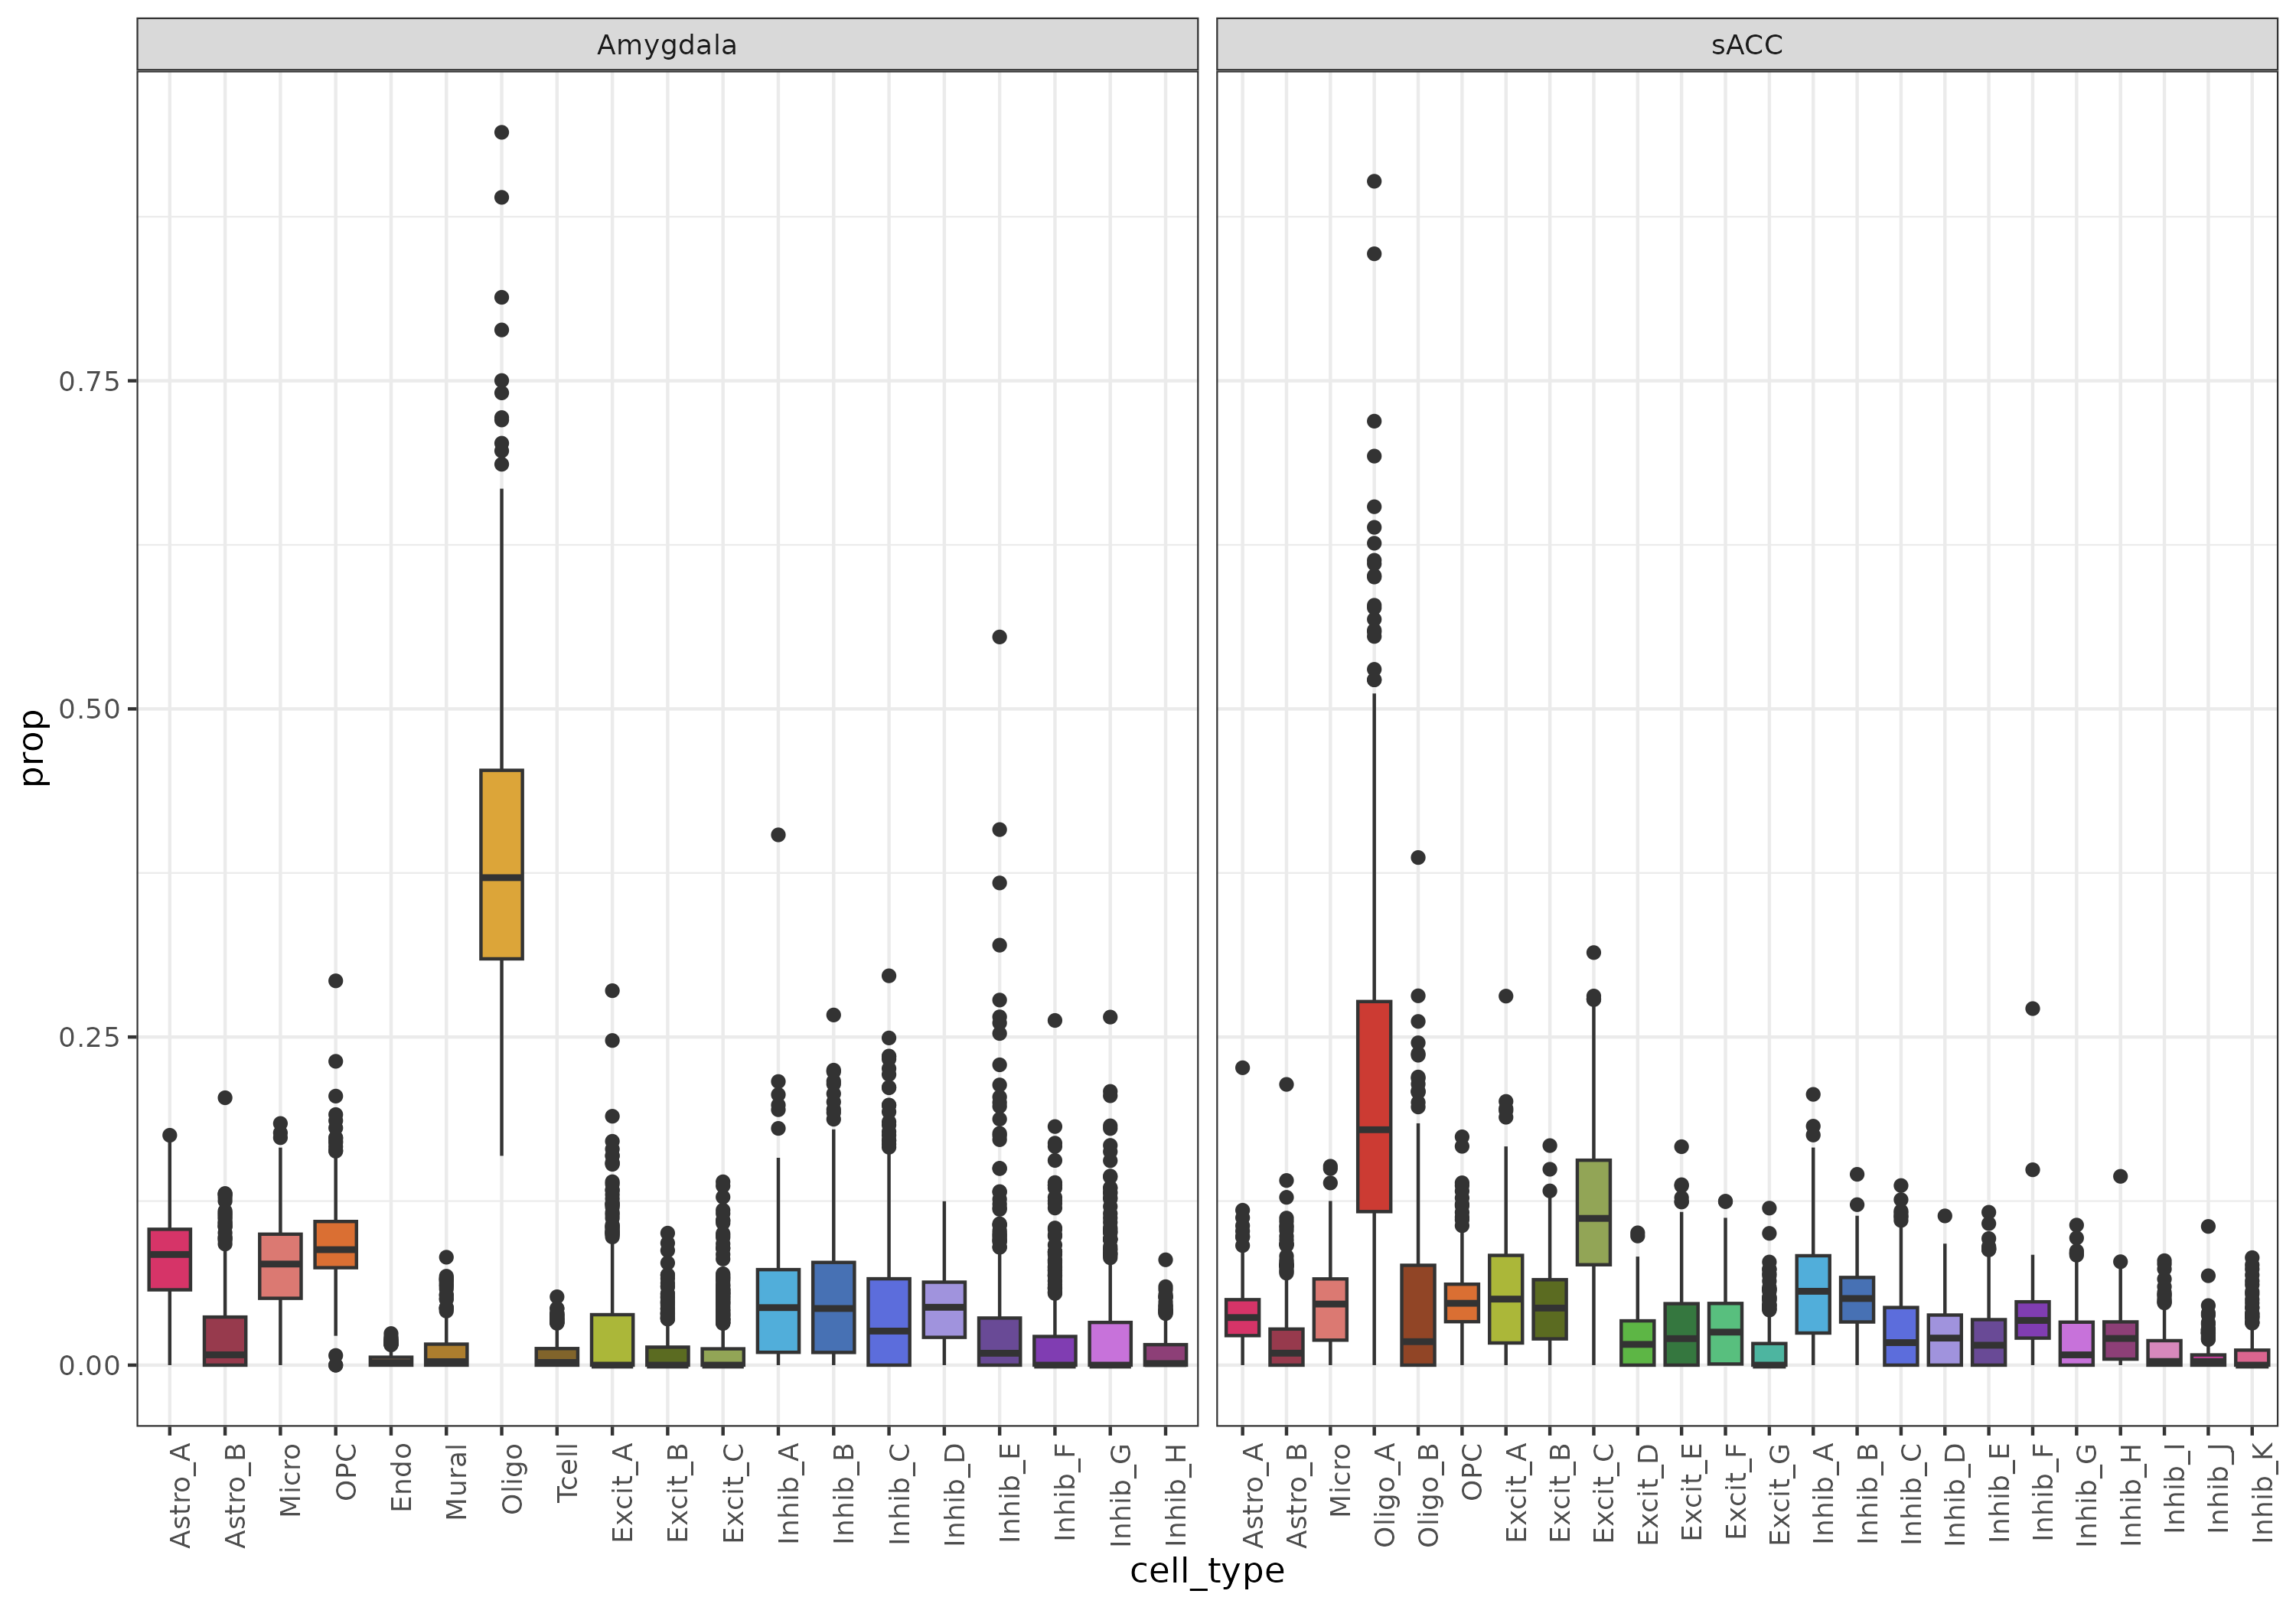 Amygdala
sACC
prop
0.75
0.50
0.25
0.00
Astro_A
Astro_B
Micro
OPC
Endo
Mural
Oligo
Tcell
Excit_A
Excit_B
Excit_C
Inhib_A
Inhib_B
Inhib_C
Inhib_D
Inhib_E
Inhib_F
Inhib_G
Inhib_H
Astro_A
Astro_B
Micro
Oligo_A
Oligo_B
OPC
Excit_A
Excit_B
Excit_C
Excit_D
Excit_E
Excit_F
Excit_G
Inhib_A
Inhib_B
Inhib_C
Inhib_D
Inhib_E
Inhib_F
Inhib_G
Inhib_H
Inhib_I
Inhib_J
Inhib_K
cell_type